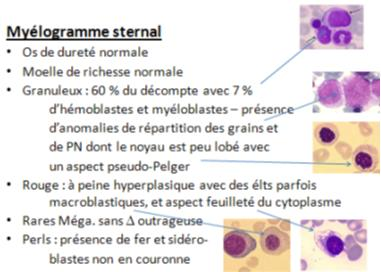 Myélogramme sternal
• Os de dureté normale
• Moelle de richesse normale
• Granuleux : 60 % du décompte avec 7 %
d'hémoblastes et myéloblastes – présence
d'anomalies de répartition des grains et
de PN dont le noyau est peu lobé avec
un aspect pseudo-Pelger
• Rouge : à peine hyperplasique avec des élts parfois
macroblastiques, et aspect feuilleté du cytoplasme
• Rares Méga. sans Δ outrageuse
• Perls : présence de fer et sidéro-
blastes non en couronne